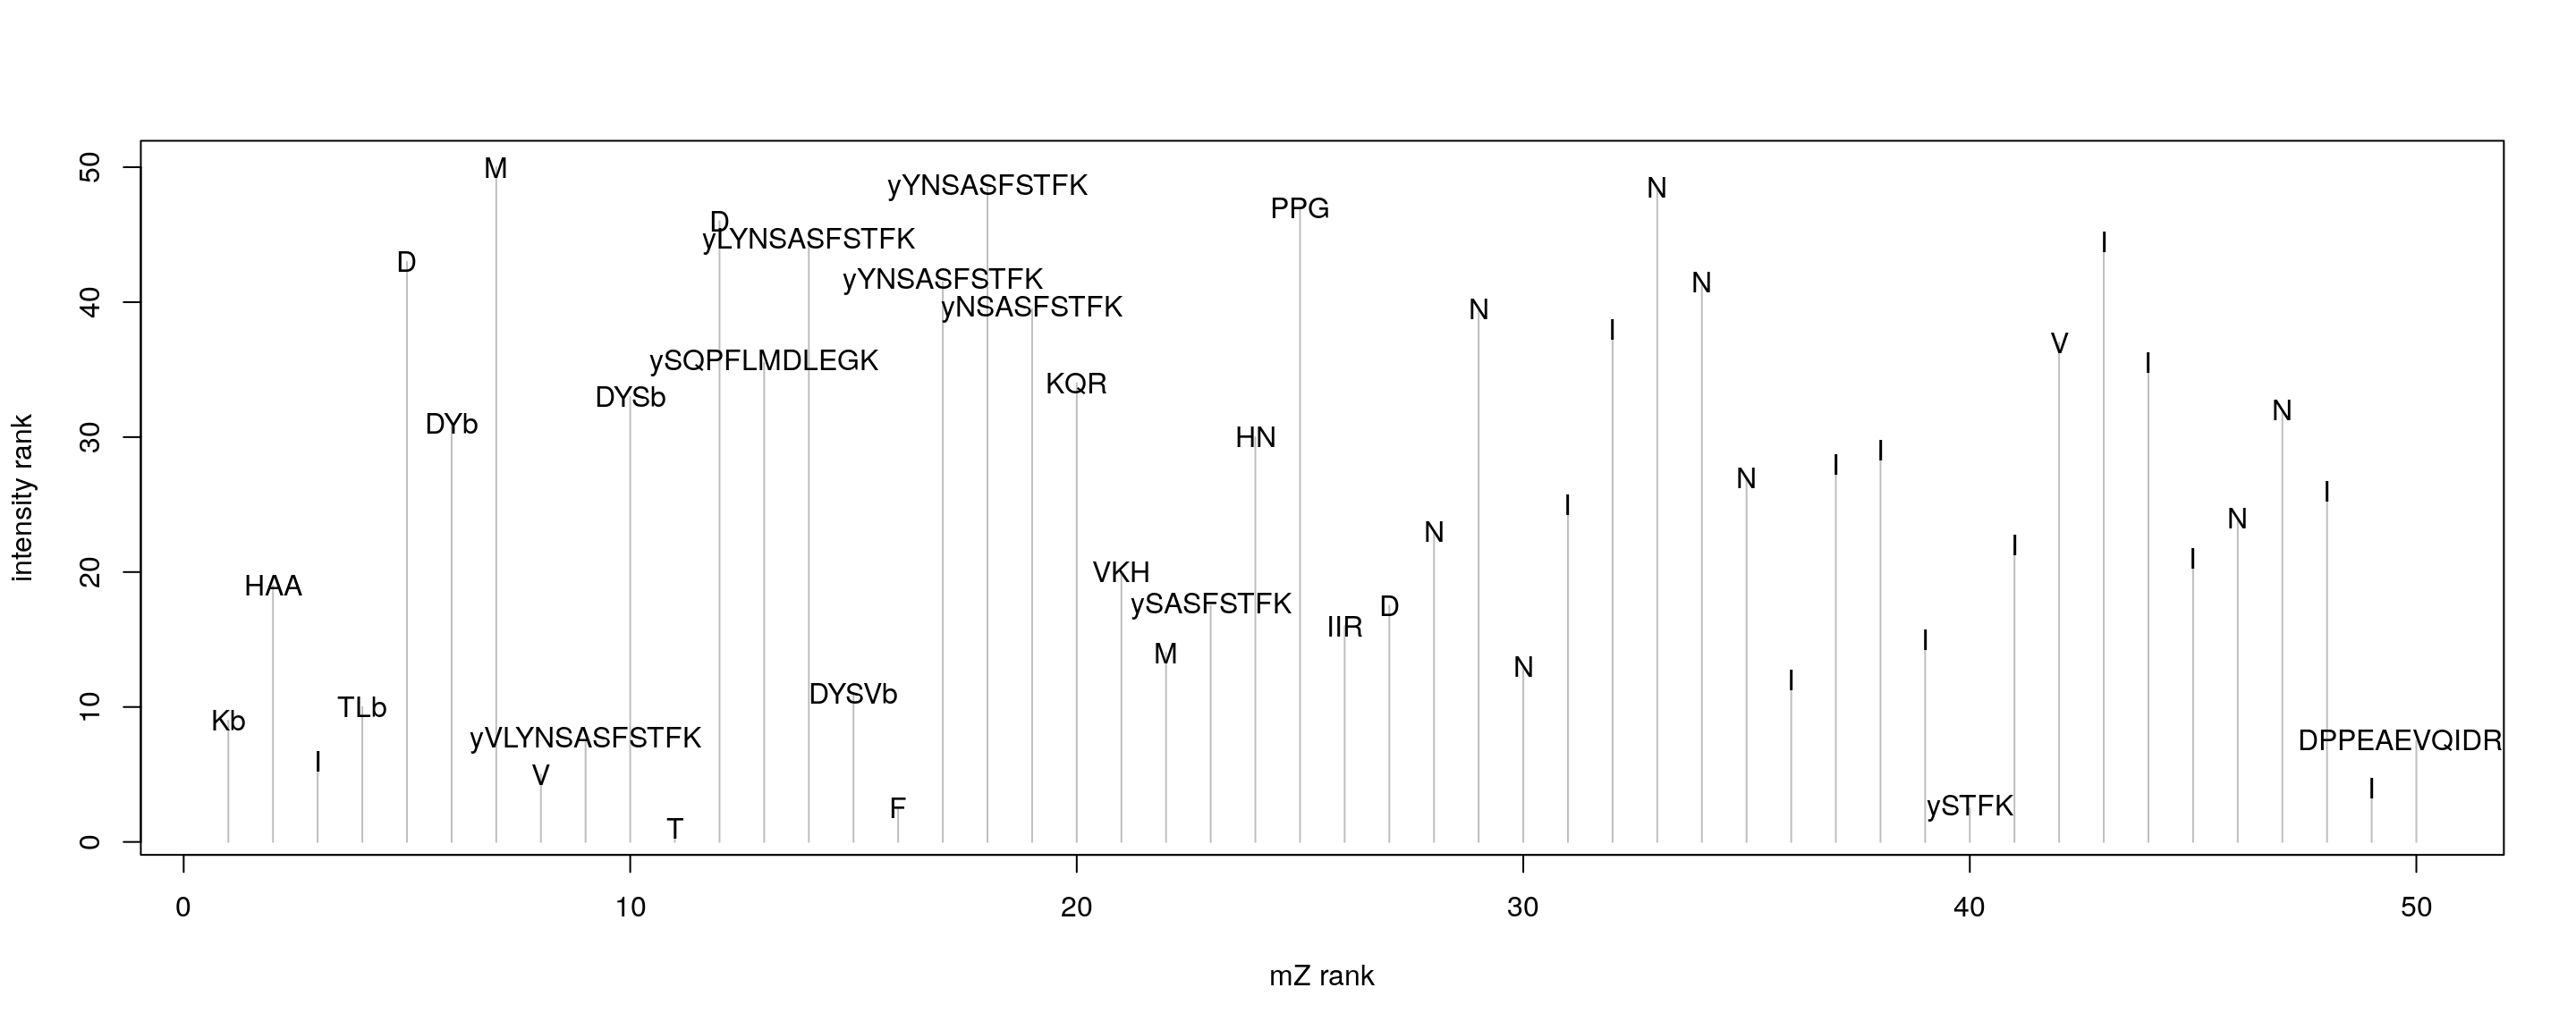 M
yYNSASFSTFK
N
PPG
D
yLYNSASFSTFK
I
D
yYNSASFSTFK
N
yNSASFSTFK
N
I
V
ySQPFLMDLEGK
I
KQR
DYSb
N
DYb
HN
I
I
N
I
I
N
N
I
I
VKH
HAA
ySASFSTFK
D
IIR
I
M
N
I
DYSVb
TLb
Kb
yVLYNSASFSTFK
DPPEAEVQIDR
I
V
I
F
ySTFK
T
50
40
30
20
10
0
intensity rank
0 10 20 30 40 50
mZ rank